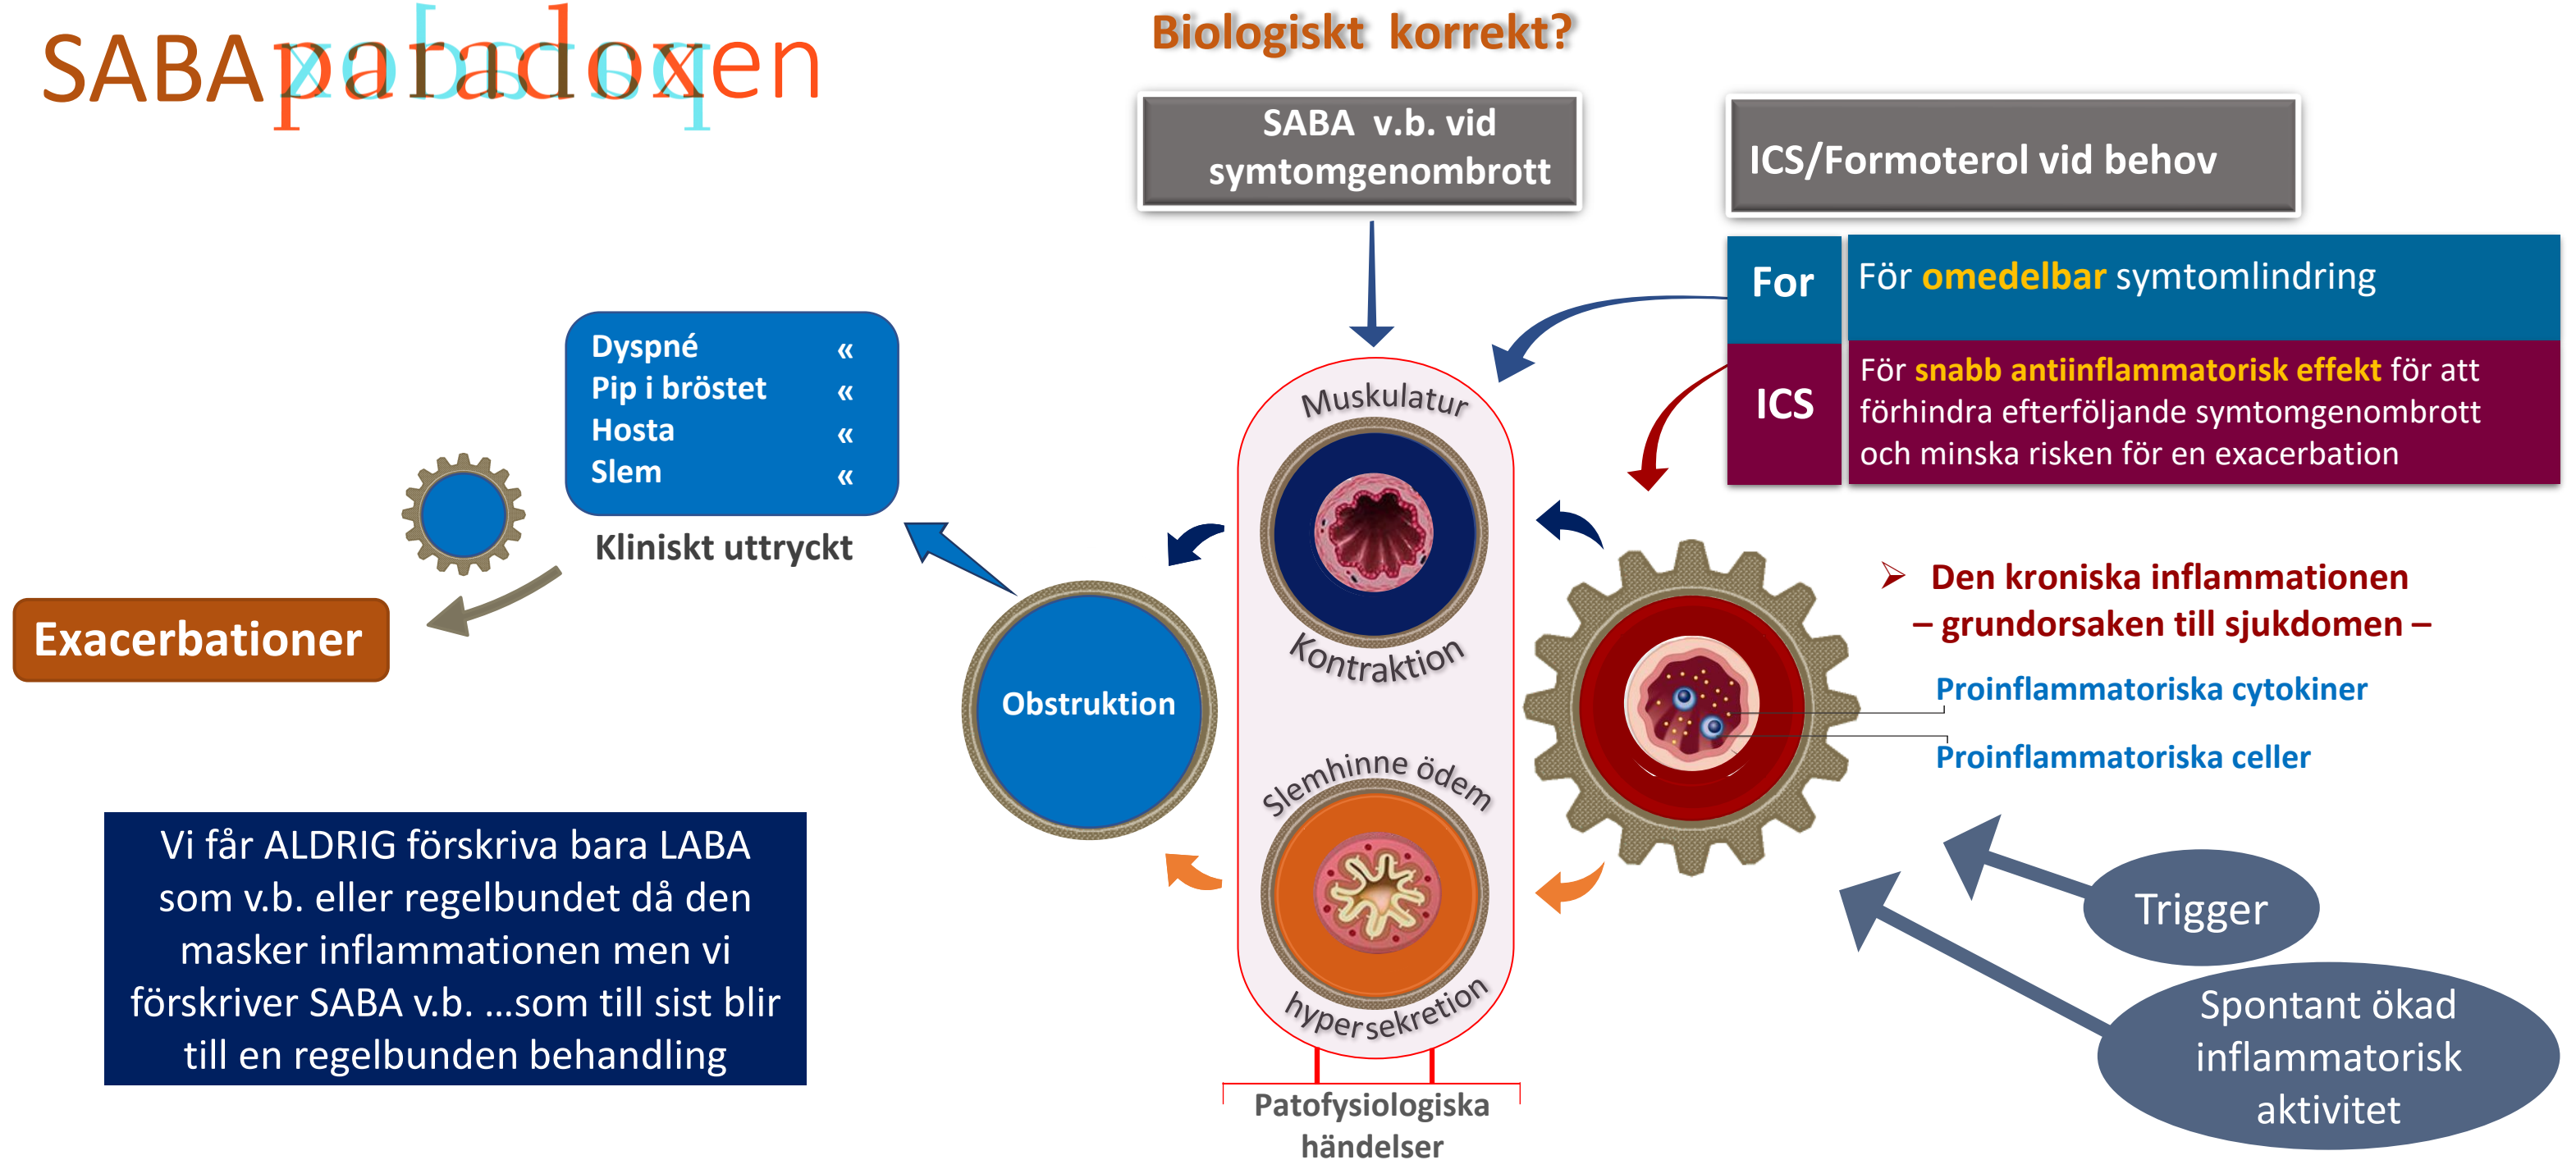 SABA paradoxen
Biologiskt korrekt?
SABA v.b. vid
symtomgenombrott
ICS/Formoterol vid behov
For
För omedelbar symtomlindring
ICS
För snabb antiinflammatorisk effekt för att
förhindra efterföljande symtomgenombrott
och minska risken för en exacerbation
Dyspné «
Pip i bröstet «
Hosta «
Slem «
Kliniskt uttryckt
Exacerbationer
Obstruktion
Muskulatur
Kontraktion
Slemhinne ödem
hypersekretion
Patofysiologiska
händelser
➢ Den kroniska inflammationen
– grundorsaken till sjukdomen –
Proinflammatoriska cytokiner
Proinflammatoriska celler
Trigger
Spontant ökad
inflammatorisk
aktivitet
Vi får ALDRIG förskriva bara LABA
som v.b. eller regelbundet då den
masker inflammationen men vi
förskriver SABA v.b. ...som till sist blir
till en regelbunden behandling